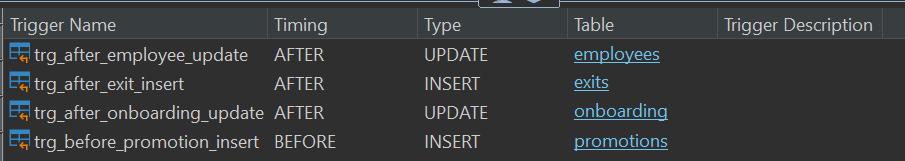 Trigger Name Timing Type Table Trigger Description
trg_after_employee_update AFTER UPDATE employees
trg_after_exit_insert AFTER INSERT exits
trg_after_onboarding_update AFTER UPDATE onboarding
trg_before_promotion_insert BEFORE INSERT promotions